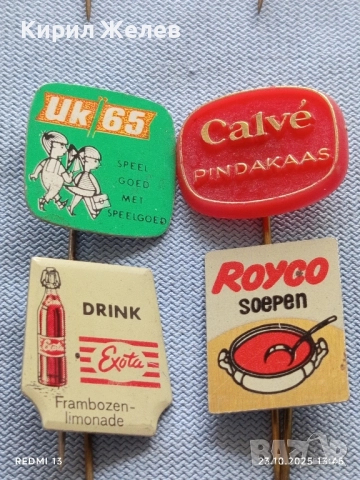 Кирил Желев
Uk 65
SPEEL
GOED
MET
SPEELGOED
Calvé
PINDAKAAS
DRINK
Exota
Frambozen-
limonade
ROYCO
SOEPEN
REDMI 13
23.10.2025 13:46